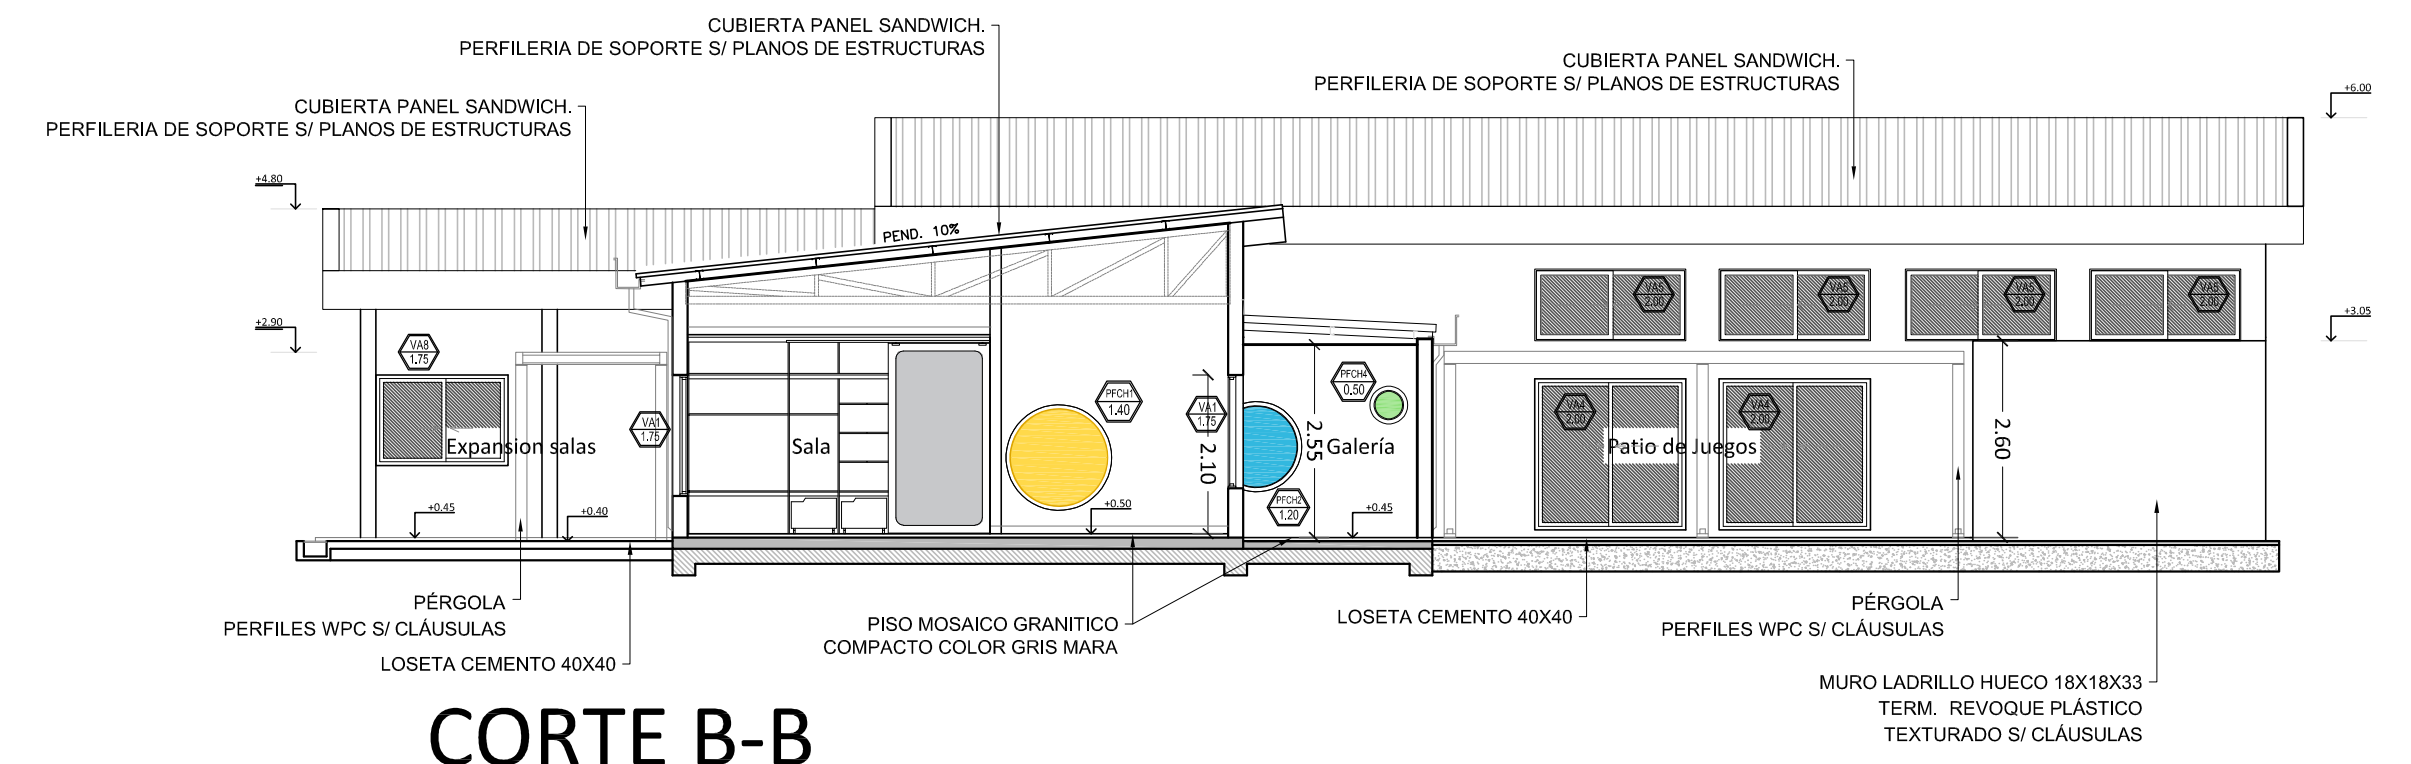 CUBIERTA PANEL SANDWICH.
PERFILERIA DE SOPORTE S/ PLANOS DE ESTRUCTURAS
CUBIERTA PANEL SANDWICH.
PERFILERIA DE SOPORTE S/ PLANOS DE ESTRUCTURAS
+6.00
CUBIERTA PANEL SANDWICH.
PERFILERIA DE SOPORTE S/ PLANOS DE ESTRUCTURAS
+4.80
PEND. 10%
VA5
2.00
VA5
2.00
VA5
2.00
VA5
2.00
+2.90
+3.05
VA8
1.75
PFCH4
0.50
PFCH1
1.40
VA1
1.75
VA1
1.75
VA4
2.00
VA4
2.00
Expansion salas
Sala
2.10
2.55
Galería
Patio de Juegos
2.60
+0.45
+0.40
+0.50
PFCH2
1.20
+0.45
PÉRGOLA
PERFILES WPC S/ CLÁUSULAS
LOSETA CEMENTO 40X40
PISO MOSAICO GRANITICO
COMPACTO COLOR GRIS MARA
LOSETA CEMENTO 40X40
PÉRGOLA
PERFILES WPC S/ CLÁUSULAS
MURO LADRILLO HUECO 18X18X33
TERM. REVOQUE PLÁSTICO
TEXTURADO S/ CLÁUSULAS
CORTE B-B